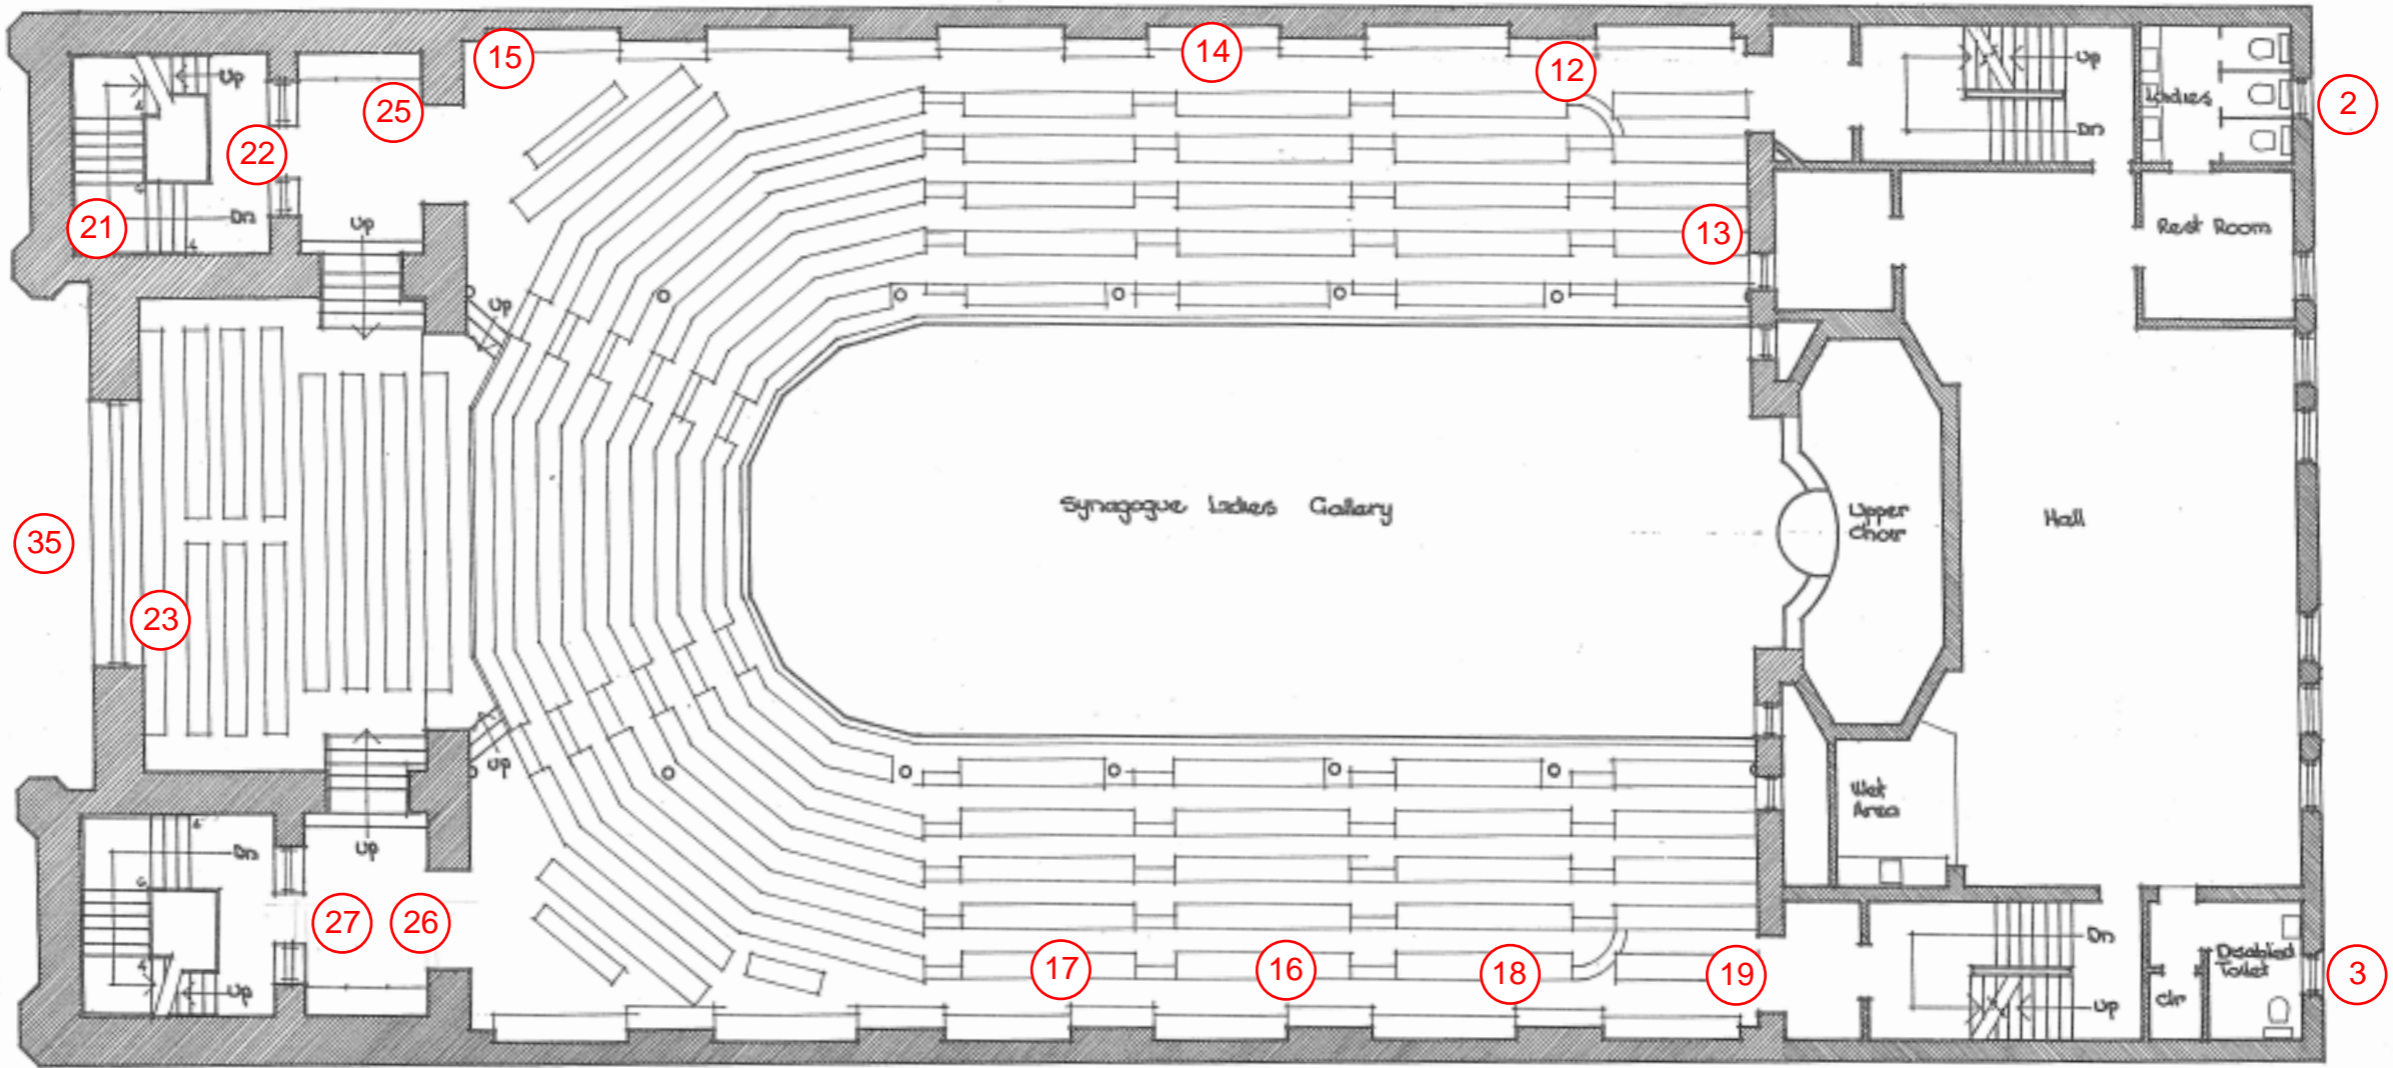 15
14
12
Up
Up
25
Ladies
2
22
Dn
21
Dn
Up
13
Rest Room
Up
35
Synagogue Ladies Gallery
Upper
Choir
Hall
23
Up
Wet
Area
Dn
Up
27
26
Up
17
16
18
19
Dn
Disabled
Toilet
3
Clr
Up